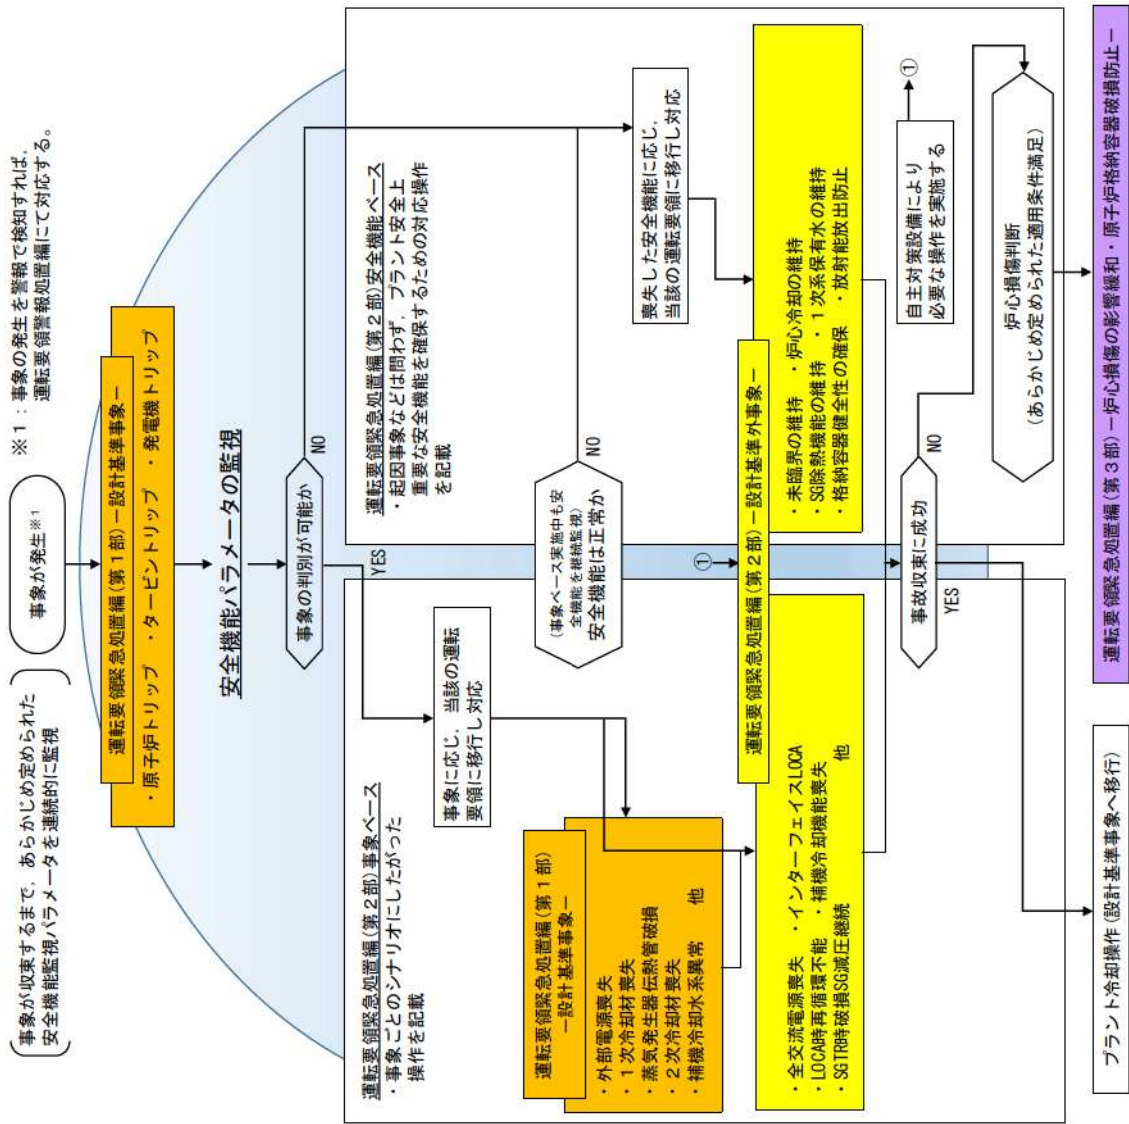 事象が収束するまで，あらかじめ定められた
安全機能監視パラメータを連続的に監視
事象が発生※1
※１：事象の発生を警報で検知すれば，
運転要領警報処置編にて対応する。
運転要領緊急処置編(第１部)－設計基準事象－
・原子炉トリップ ・タービントリップ ・発電機トリップ
安全機能パラメータの監視
事象の判別が可能か
YES
NO
運転要領緊急処置編(第２部)事象ベース
・事象ごとのシナリオにしたがった
操作を記載
運転要領緊急処置編(第２部)安全機能ベース
・起因事象などは問わず，プラント安全上
重要な安全機能を確保するための対応操作
を記載
事象に応じ，当該の運転
要領に移行し対応
(事象ベース実施中も安
全機能を継続監視)
安全機能は正常か
NO
喪失した安全機能に応じ，
当該の運転要領に移行し対応
運転要領緊急処置編(第１部)
－設計基準事象－
・外部電源喪失
・１次冷却材喪失
・蒸気発生器伝熱管破損
・２次冷却材喪失
・補機冷却水系異常 他
①
運転要領緊急処置編(第２部)－設計基準外事象－
・全交流電源喪失 ・インターフェイスLOCA
・LOCA時再循環不能 ・補機冷却機能喪失
・SGTR時破損SG減圧継続 他
・未臨界の維持 ・炉心冷却の維持
・SG除熱機能の維持 ・１次系保有水の維持
・格納容器健全性の確保 ・放射能放出防止
事故収束に成功
YES
NO
自主対策設備により
必要な操作を実施する
①
炉心損傷判断
(あらかじめ定められた適用条件満足)
プラント冷却操作(設計基準事象へ移行)
運転要領緊急処置編(第３部)－炉心損傷の影響緩和・原子炉格納容器破損防止－